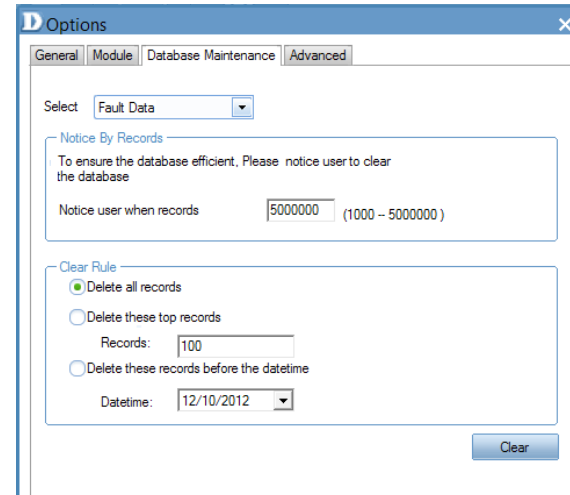 D Options
General Module Database Maintenance Advanced
Select Fault Data
Notice By Records
To ensure the database efficient, Please notice user to clear
the database
Notice user when records 5000000 (1000 -- 5000000 )
Clear Rule
Delete all records
Delete these top records
Records: 100
Delete these records before the datetime
Datetime: 12/10/2012
Clear